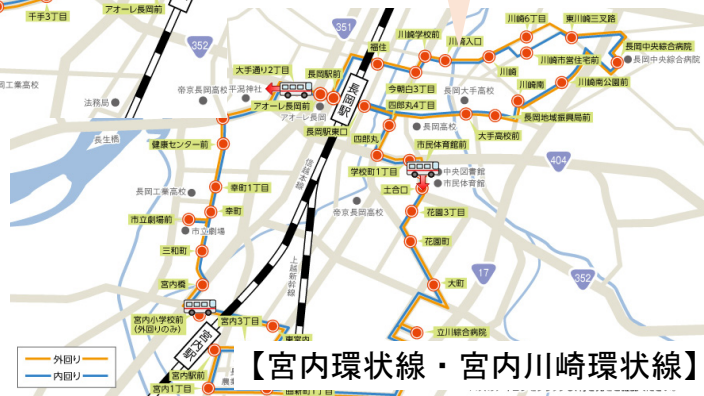 千手3丁目
アオーレ長岡前
352
351
川崎学校前
川崎6丁目
東川崎三叉路
福住
川崎入口
長岡中央綜合病院
長岡中央綜合病院
川崎
川崎市営住宅前
川崎南
川崎南公園前
大手通り2丁目
長岡駅前
長岡駅
今朝白3丁目
四郎丸4丁目
長岡大手高校
帝京長岡高校
平潟神社
アオーレ長岡前
アオーレ長岡
長岡駅東口
法務局
長生橋
健康センター前
四郎丸
長岡高校
大手高校前
長岡地域振興局前
市民体育館前
学校町1丁目
中央図書館
市民体育館
404
信越本線
土合口
長岡工業高校
幸町1丁目
幸町
市立劇場前
市立劇場
帝京長岡高校
花園3丁目
花園町
三和町
上越新幹線
宮内橋
大町
17
352
宮内小学校前
(外回りのみ)
宮内3丁目
東宮内
立川綜合病院
宮内駅
宮内駅前
宮内1丁目
外回り
内回り
【宮内環状線・宮内川崎環状線】